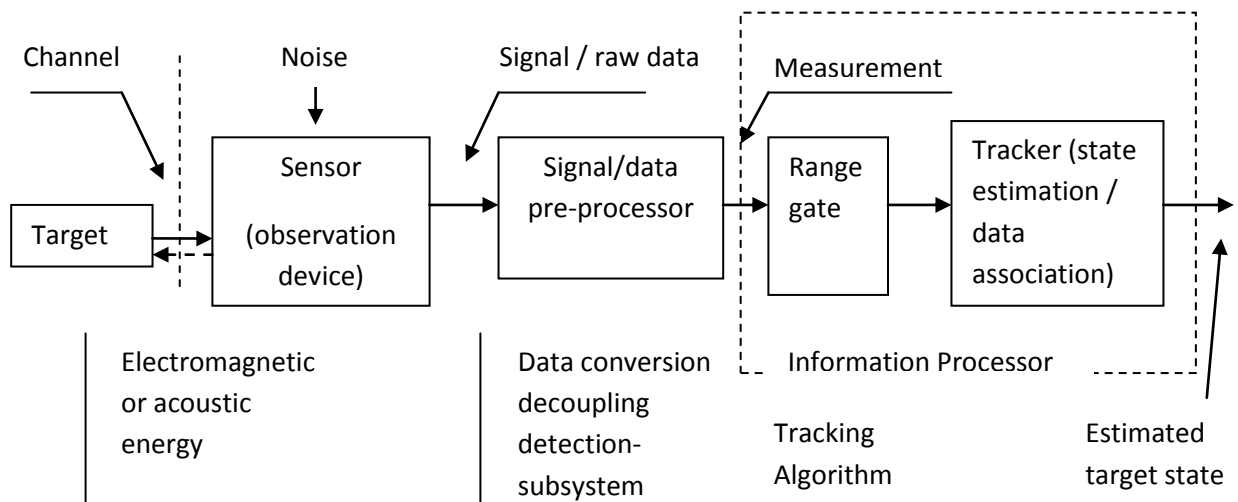 Channel
Noise
Signal / raw data
Measurement
Target
Sensor
(observation
device)
Signal/data
pre-processor
Range
gate
Tracker (state
estimation /
data
association)
Electromagnetic
or acoustic
energy
Data conversion
decoupling
detection-
subsystem
Information Processor
Tracking
Algorithm
Estimated
target state